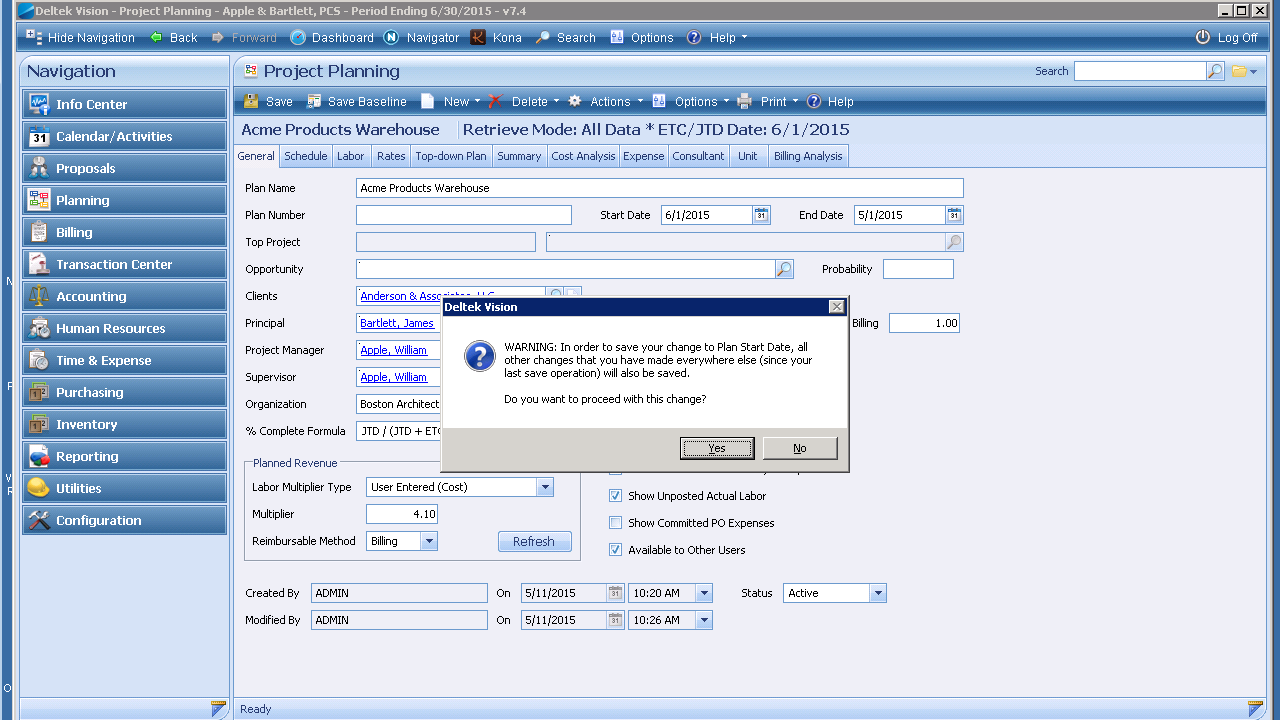 Deltek Vision - Project Planning - Apple & Bartlett, PCS - Period Ending 6/30/2015 - v7.4
Hide Navigation Back Forward Dashboard Navigator Kona Search Options Help Log Off
Navigation
Info Center
31 Calendar/Activities
Proposals
Planning
Billing
Transaction Center
Accounting
Human Resources
Time & Expense
Purchasing
Inventory
Reporting
Utilities
Configuration
Project Planning Search
Save Save Baseline New Delete Actions Options Print Help
Acme Products Warehouse Retrieve Mode: All Data * ETC/JTD Date: 6/1/2015
General Schedule Labor Rates Top-down Plan Summary Cost Analysis Expense Consultant Unit Billing Analysis
Plan Name Acme Products Warehouse
Plan Number Start Date 6/1/2015 31 End Date 5/1/2015 31
Top Project
Opportunity Probability
Clients Anderson & Associates, LLC
Principal Bartlett, James Billing 1.00
Project Manager Apple, William
Supervisor Apple, William
Organization Boston Architect
% Complete Formula JTD / (JTD + ETC
Deltek Vision
WARNING: In order to save your change to Plan Start Date, all
other changes that you have made everywhere else (since your
last save operation) will also be saved.
Do you want to proceed with this change?
Yes No
Planned Revenue
Labor Multiplier Type User Entered (Cost)
Multiplier 4.10
Reimbursable Method Billing Refresh
Show Unposted Actual Labor
Show Committed PO Expenses
Available to Other Users
Created By ADMIN On 5/11/2015 31 10:20 AM Status Active
Modified By ADMIN On 5/11/2015 31 10:26 AM
Ready